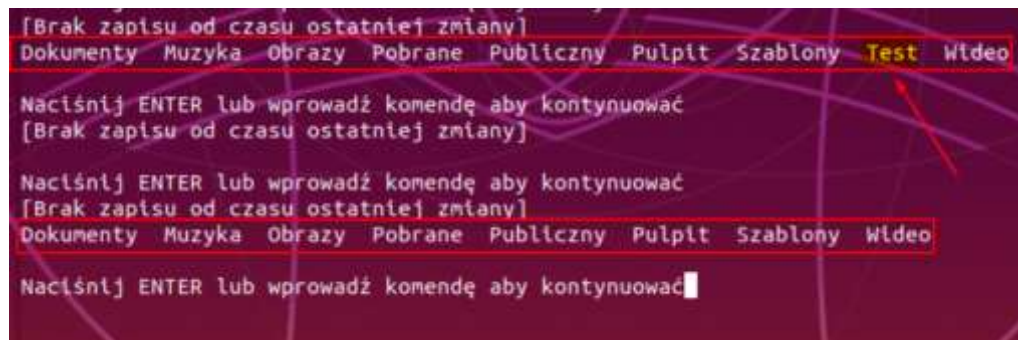 [Brak zapisu od czasu ostatniej zmiany]
Dokumenty Muzyka Obrazy Pobrane Publiczny Pulpit Szablony Test Wideo
Naciśnij ENTER lub wprowadź komendę aby kontynuować
[Brak zapisu od czasu ostatniej zmiany]
Naciśnij ENTER lub wprowadź komendę aby kontynuować
[Brak zapisu od czasu ostatniej zmiany]
Dokumenty Muzyka Obrazy Pobrane Publiczny Pulpit Szablony Wideo
Naciśnij ENTER lub wprowadź komendę aby kontynuować